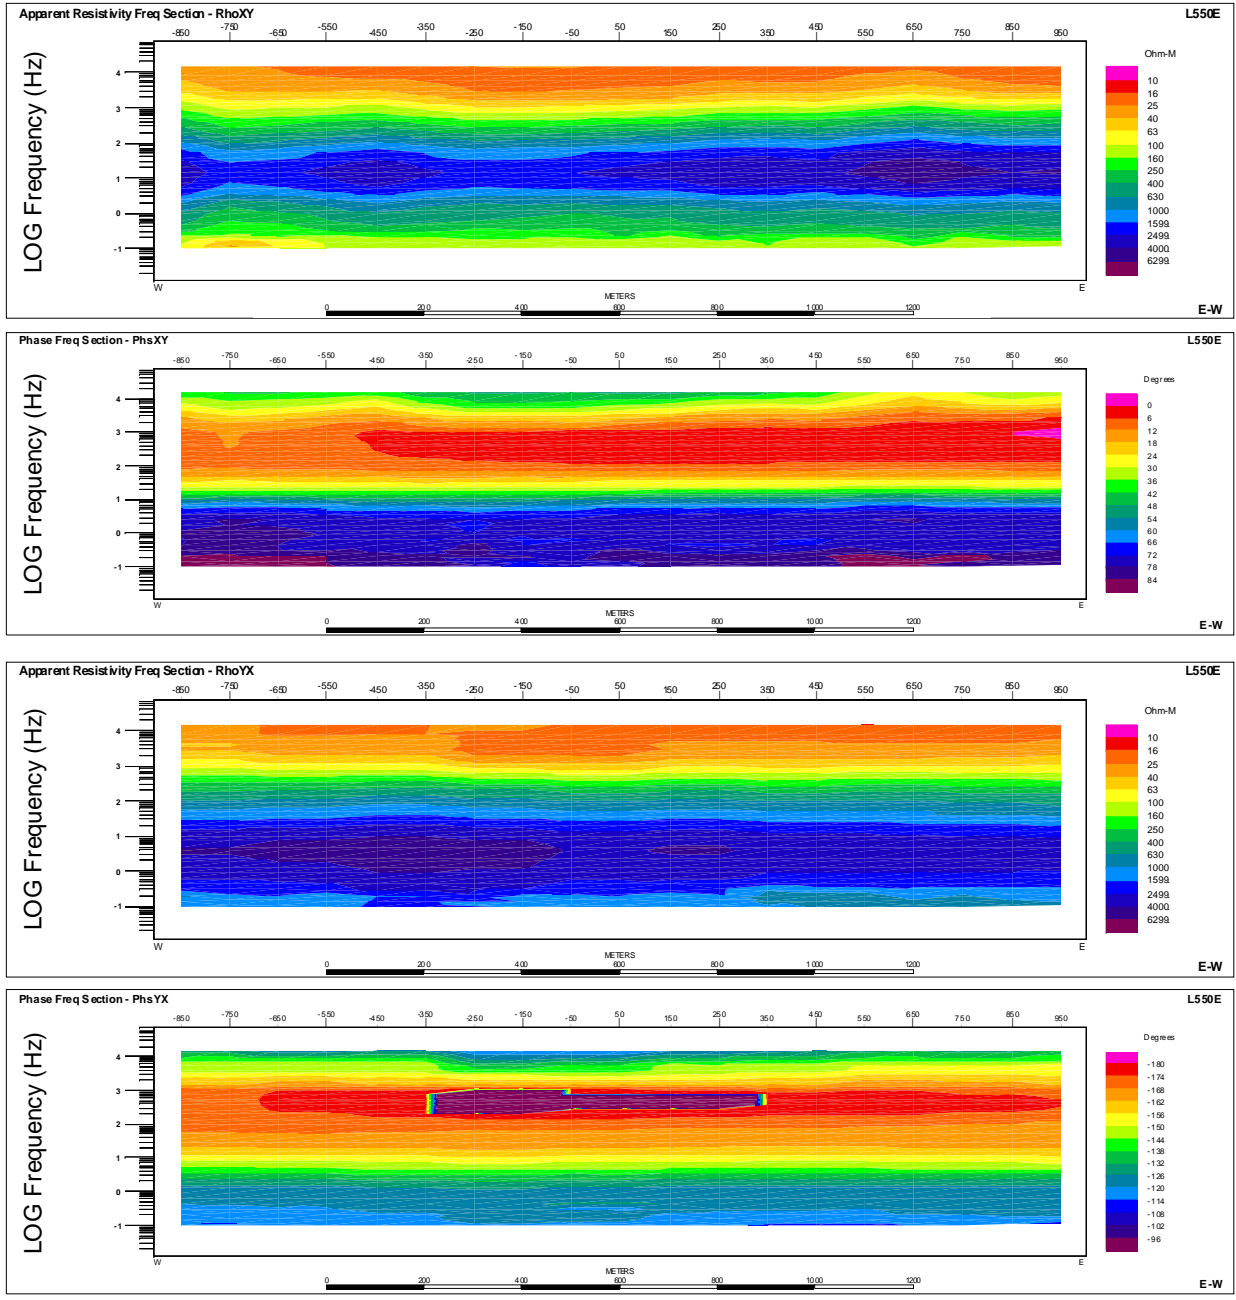 Apparent Resistivity Freq Section - RhoXY L550E
-850 -750 -650 -550 -450 -350 -250 -150 -50 50 150 250 350 450 550 650 750 850 950
LOG Frequency (Hz)
4
3
2
1
0
-1
Ohm-M
10
16
25
40
63
100
160
250
400
630
1000
1599
2499
4000
6299
W E
METERS
0 200 400 600 800 1000 1200
E-W
Phase Freq Section - PhsXY L550E
-850 -750 -650 -550 -450 -350 -250 -150 -50 50 150 250 350 450 550 650 750 850 950
LOG Frequency (Hz)
4
3
2
1
0
-1
Degrees
0
6
12
18
24
30
36
42
48
54
60
66
72
78
84
W E
METERS
0 200 400 600 800 1000 1200
E-W
Apparent Resistivity Freq Section - RhoYX L550E
-850 -750 -650 -550 -450 -350 -250 -150 -50 50 150 250 350 450 550 650 750 850 950
LOG Frequency (Hz)
4
3
2
1
0
-1
Ohm-M
10
16
25
40
63
100
160
250
400
630
1000
1599
2499
4000
6299
W E
METERS
0 200 400 600 800 1000 1200
E-W
Phase Freq Section - PhsYX L550E
-850 -750 -650 -550 -450 -350 -250 -150 -50 50 150 250 350 450 550 650 750 850 950
LOG Frequency (Hz)
4
3
2
1
0
-1
Degrees
-180
-174
-168
-162
-156
-150
-144
-138
-132
-126
-120
-114
-108
-102
-96
W E
METERS
0 200 400 600 800 1000 1200
E-W